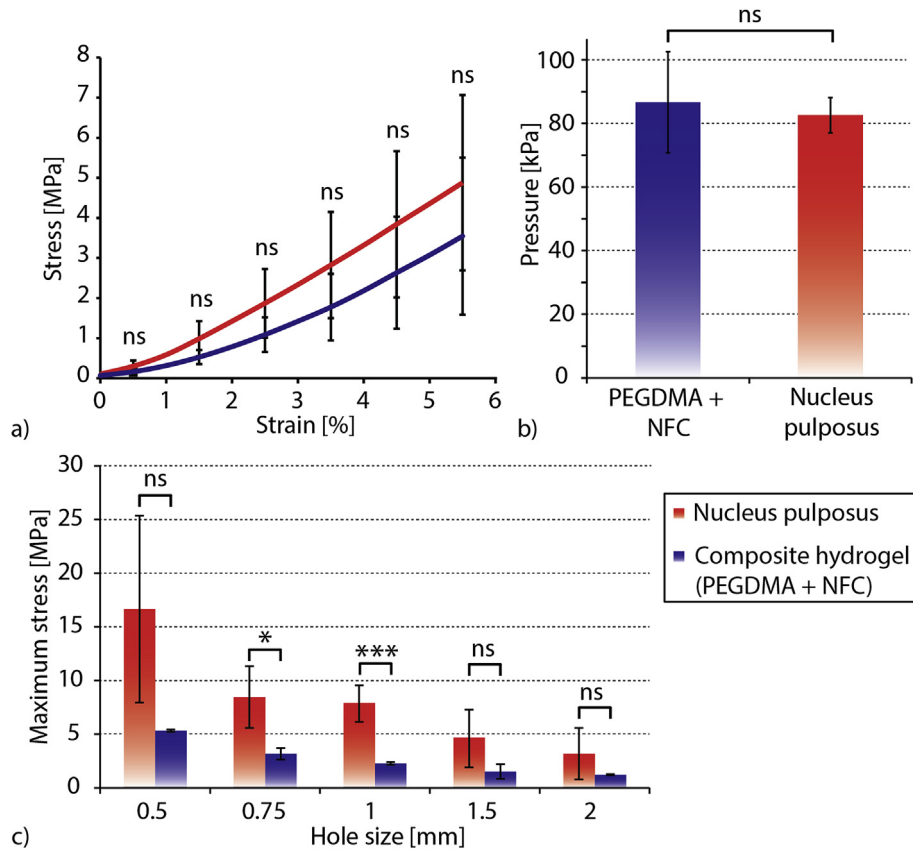 a)
Stress [MPa]
8
7
6
5
4
3
2
1
0
ns
ns
ns
ns
ns
ns
0 1 2 3 4 5 6
Strain [%]
b)
Pressure [kPa]
100
80
60
40
20
0
ns
PEGDMA +
NFC
Nucleus
pulposus
c)
Maximum stress [MPa]
30
25
20
15
10
5
0
ns
*
***
ns
ns
0.5 0.75 1 1.5 2
Hole size [mm]
Nucleus pulposus
Composite hydrogel
(PEGDMA + NFC)